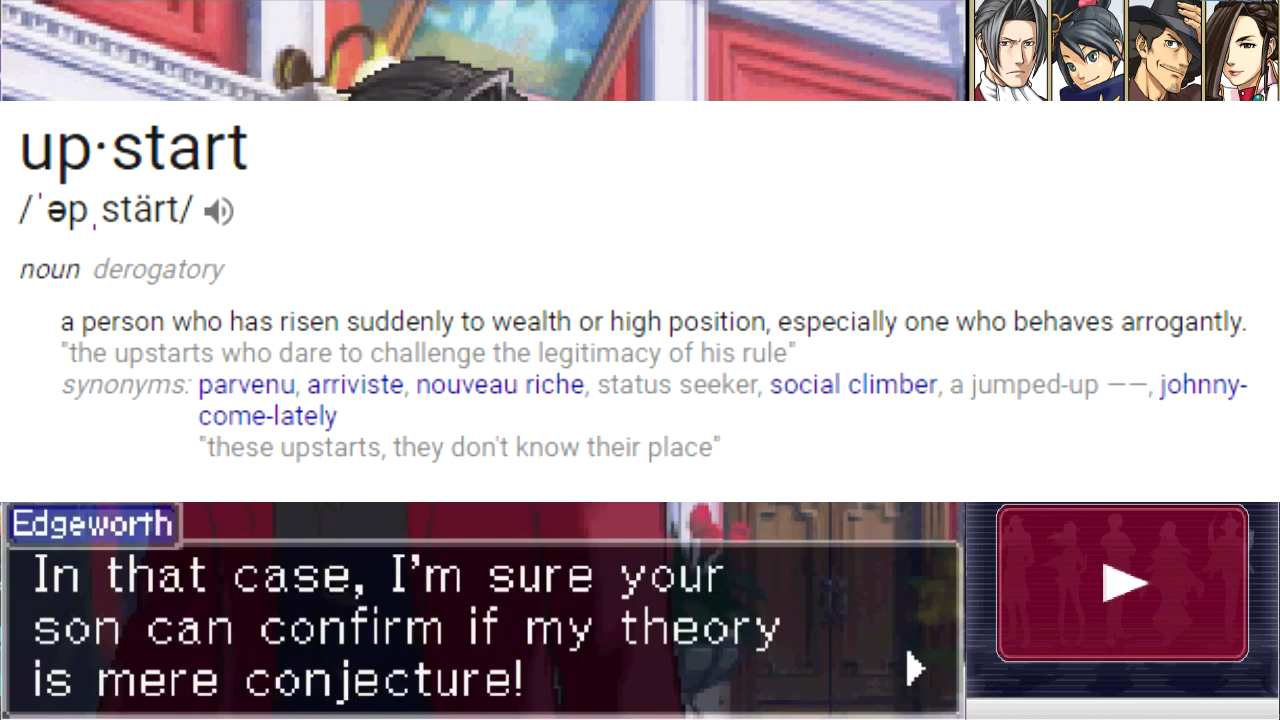 up·start
/ˈəpˌstärt/
noun derogatory
a person who has risen suddenly to wealth or high position, especially one who behaves arrogantly.
"the upstarts who dare to challenge the legitimacy of his rule"
synonyms: parvenu, arriviste, nouveau riche, status seeker, social climber, a jumped-up ——, johnny-
come-lately
"these upstarts, they don't know their place"
Edgeworth
In that case, I'm sure your
son can confirm if my theory
is mere conjecture!